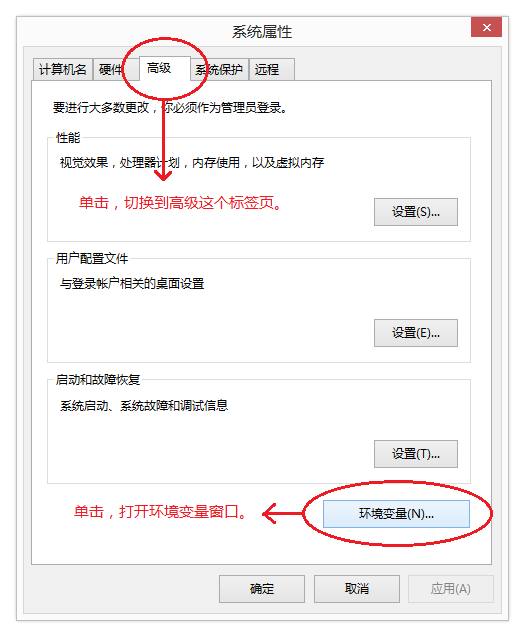 系统属性
计算机名 硬件 高级 系统保护 远程
要进行大多数更改，你必须作为管理员登录。
性能
视觉效果，处理器计划，内存使用，以及虚拟内存
单击，切换到高级这个标签页。
设置(S)...
用户配置文件
与登录帐户相关的桌面设置
设置(E)...
启动和故障恢复
系统启动、系统故障和调试信息
设置(T)...
单击，打开环境变量窗口。
环境变量(N)...
确定 取消 应用(A)